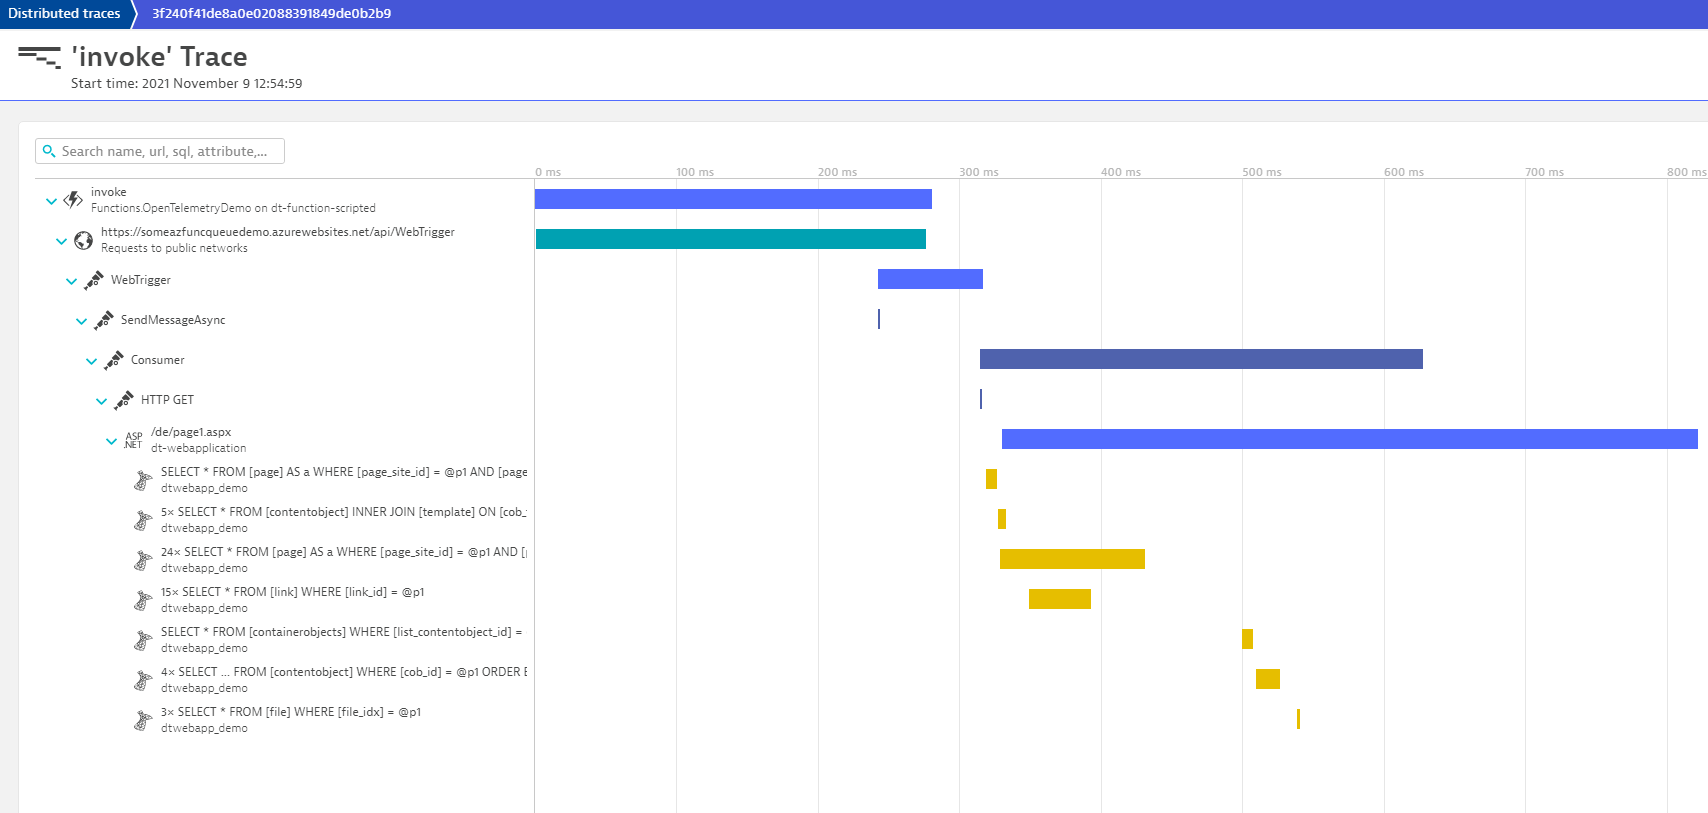 Distributed traces 3f240f41de8a0e02088391849de0b2b9
'invoke' Trace
Start time: 2021 November 9 12:54:59
Search name, url, sql, attribute,...
0 ms 100 ms 200 ms 300 ms 400 ms 500 ms 600 ms 700 ms 800 ms
invoke
Functions.OpenTelemetryDemo on dt-function-scripted
https://someazfuncqueuedemo.azurewebsites.net/api/WebTrigger
Requests to public networks
WebTrigger
SendMessageAsync
Consumer
HTTP GET
ASP
.NET
/de/page1.aspx
dt-webapplication
SELECT * FROM [page] AS a WHERE [page_site_id] = @p1 AND [page
dtwebapp_demo
5× SELECT * FROM [contentobject] INNER JOIN [template] ON [cob_
dtwebapp_demo
24× SELECT * FROM [page] AS a WHERE [page_site_id] = @p1 AND [
dtwebapp_demo
15× SELECT * FROM [link] WHERE [link_id] = @p1
dtwebapp_demo
SELECT * FROM [containerobjects] WHERE [list_contentobject_id] =
dtwebapp_demo
4× SELECT ... FROM [contentobject] WHERE [cob_id] = @p1 ORDER
dtwebapp_demo
3× SELECT * FROM [file] WHERE [file_idx] = @p1
dtwebapp_demo